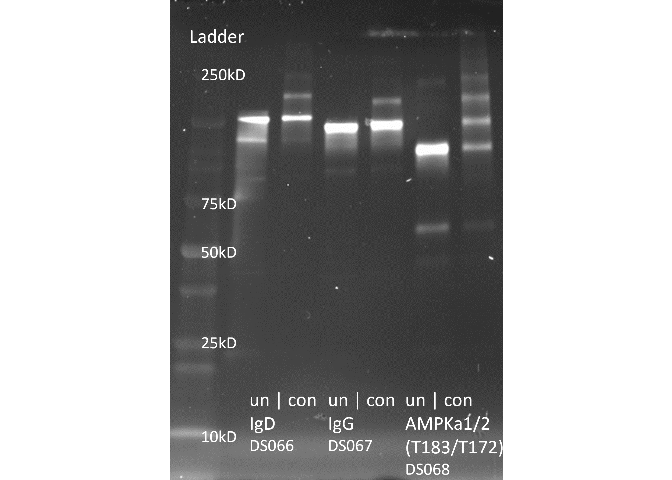 Ladder
250kD
75kD
50kD
25kD
10kD
un | con un | con un | con
IgD IgG AMPKa1/2
DS066 DS067 (T183/T172)
DS068